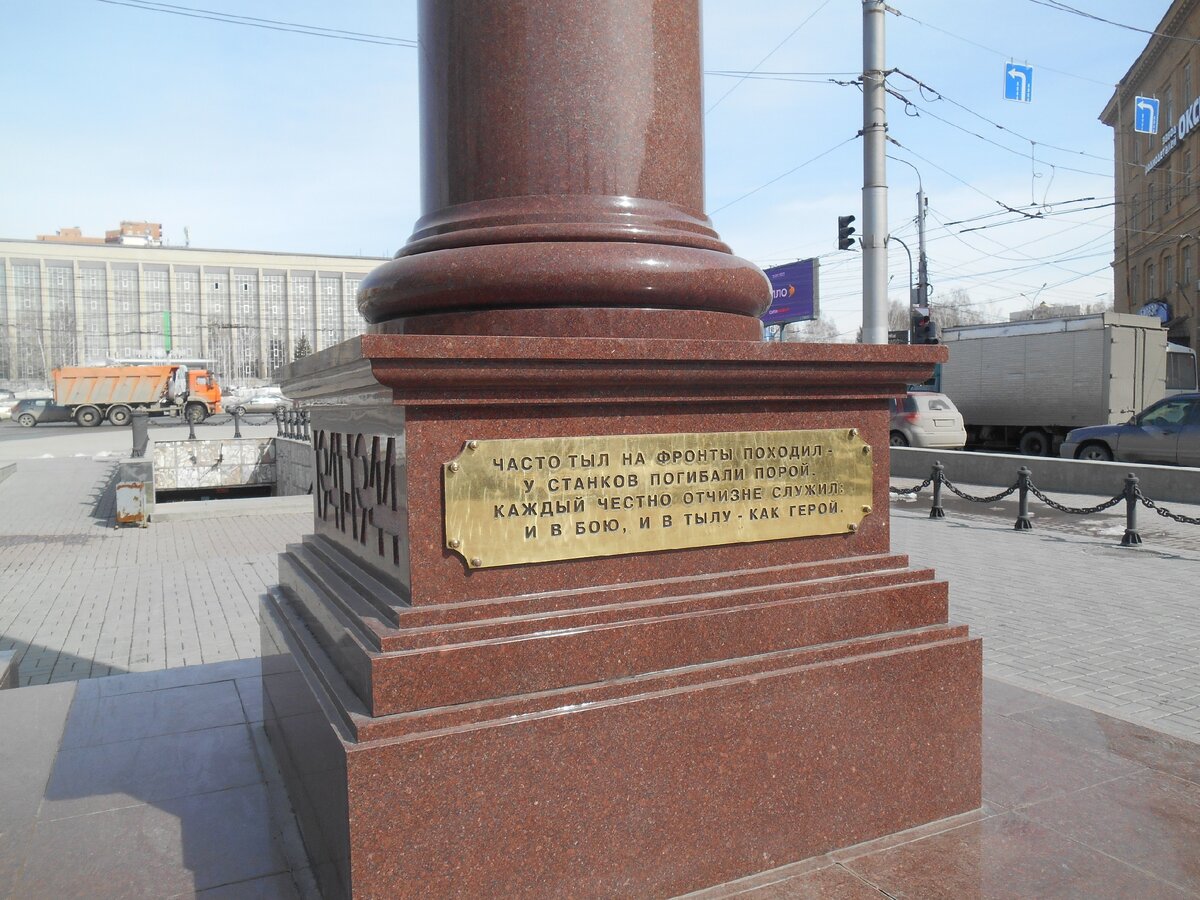 ЧАСТО ТЫЛ НА ФРОНТЫ ПОХОДИЛ -
У СТАНКОВ ПОГИБАЛИ ПОРОЙ.
КАЖДЫЙ ЧЕСТНО ОТЧИЗНЕ СЛУЖИЛ:
И В БОЮ, И В ТЫЛУ - КАК ГЕРОЙ.